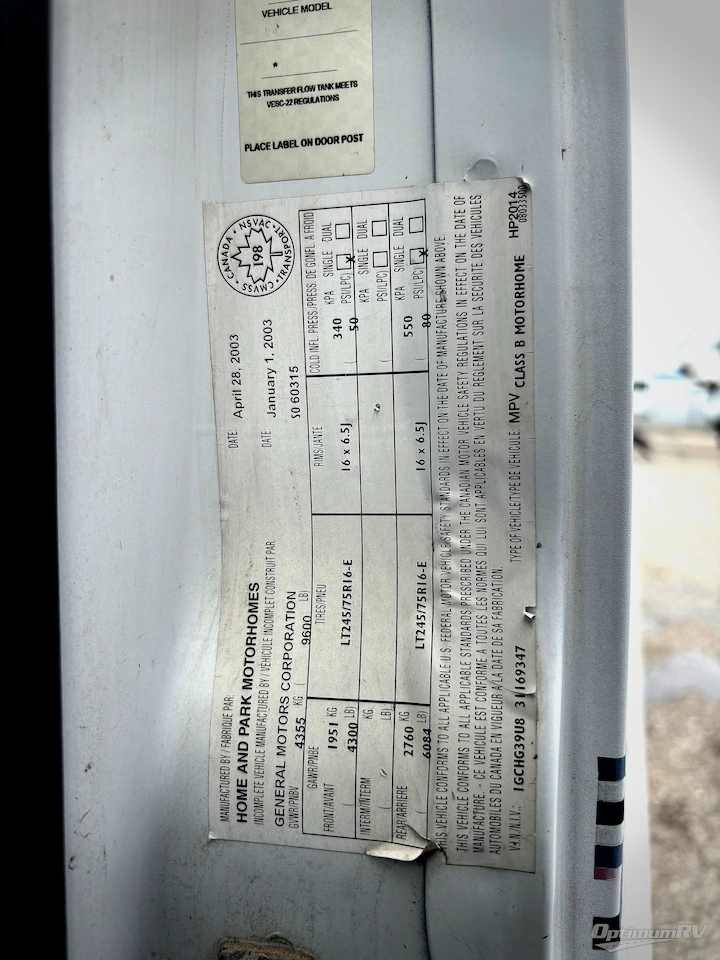 VEHICLE MODEL
*
THIS TRANSFER FLOW TANK MEETS
VESC-22 REGULATIONS
PLACE LABEL ON DOOR POST
MANUFACTURED BY / FABRIQUE PAR
DATE April 28, 2003
HOME AND PARK MOTORHOMES
INCOMPLETE VEHICLE MANUFACTURED BY / VEHICULE INCOMPLET CONSTRUIT PAR
DATE January 1, 2003
GENERAL MOTORS CORPORATION
GVWR/PNBV 4355 KG ( 9600 LB)
S0 60315
CANADA • NSVAC • TRANSPORT • CMVSS •
198
GAWR/PNBE TIRES/PNEU RIMS/JANTE COLD INFL. PRESS/PRESS DE GONFL. A FROID
FRONT/AVANT 1951 KG LT245/75R16-E 16 x 6.5J 340 KPA SINGLE DUAL
( 4300 LB) ( 50 PSI/LPC) x
INTERM/INTERM KG KPA SINGLE DUAL
( LB) ( PSI/LPC)
REAR/ARRIERE 2760 KG LT245/75R16-E 16 x 6.5J 550 KPA SINGLE DUAL
( 6084 LB) ( 80 PSI/LPC) x
THIS VEHICLE CONFORMS TO ALL APPLICABLE U.S. FEDERAL MOTOR VEHICLE SAFETY STANDARDS IN EFFECT ON THE DATE OF MANUFACTURE SHOWN ABOVE.
THIS VEHICLE CONFORMS TO ALL APPLICABLE STANDARDS PRESCRIBED UNDER THE CANADIAN MOTOR VEHICLE SAFETY REGULATIONS IN EFFECT ON THE DATE OF
MANUFACTURE. - CE VEHICULE EST CONFORME A TOUTES LES NORMES QUI LUI SONT APPLICABLES EN VERTU DU REGLEMENT SUR LA SECURITE DES VEHICULES
AUTOMOBILES DU CANADA EN VIGUEUR A LA DATE DE SA FABRICATION.
V.I.N./N.I.V.: 1GCHG39U8 31169347 TYPE OF VEHICLE/TYPE DE VEHICULE: MPV CLASS B MOTORHOME HP2014
08033500
OptimumRV